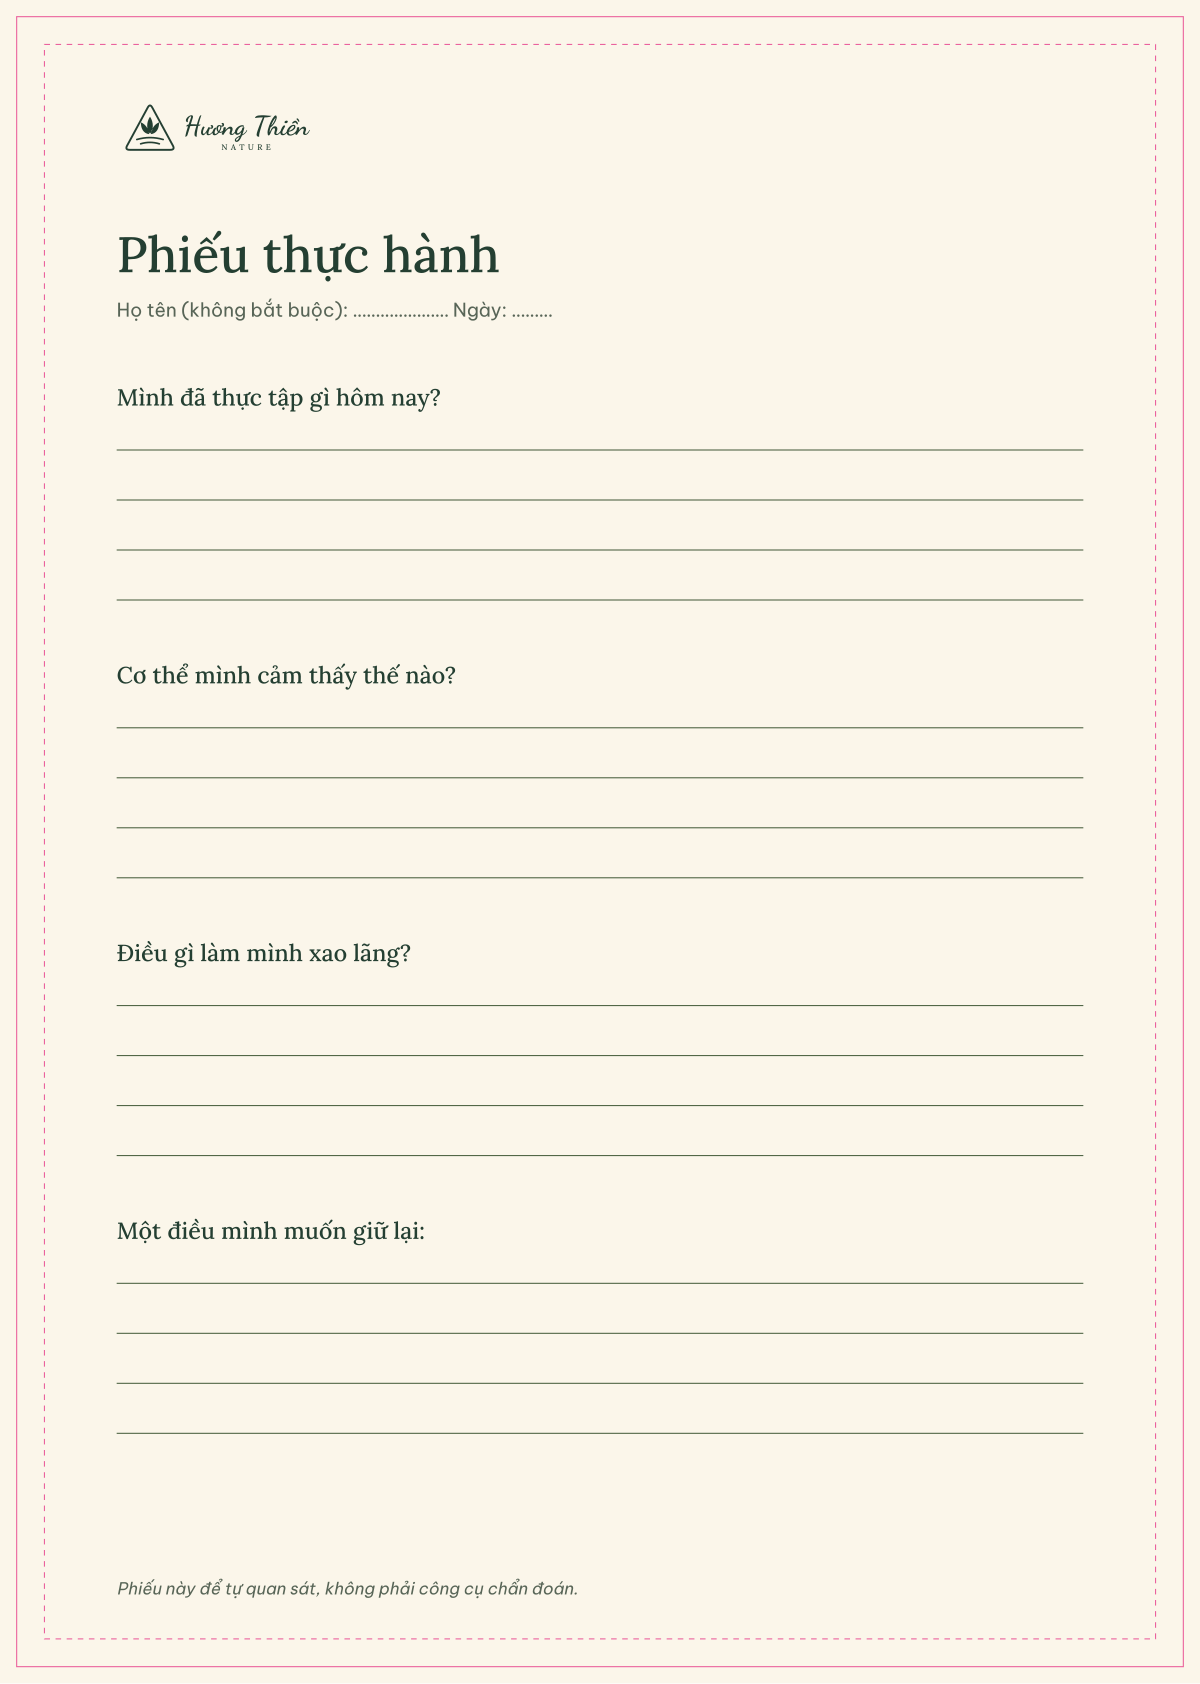 Hương Thiền
NATURE
Phiếu thực hành
Họ tên (không bắt buộc): ..................... Ngày: .........
Mình đã thực tập gì hôm nay?
Cơ thể mình cảm thấy thế nào?
Điều gì làm mình xao lãng?
Một điều mình muốn giữ lại:
Phiếu này để tự quan sát, không phải công cụ chẩn đoán.